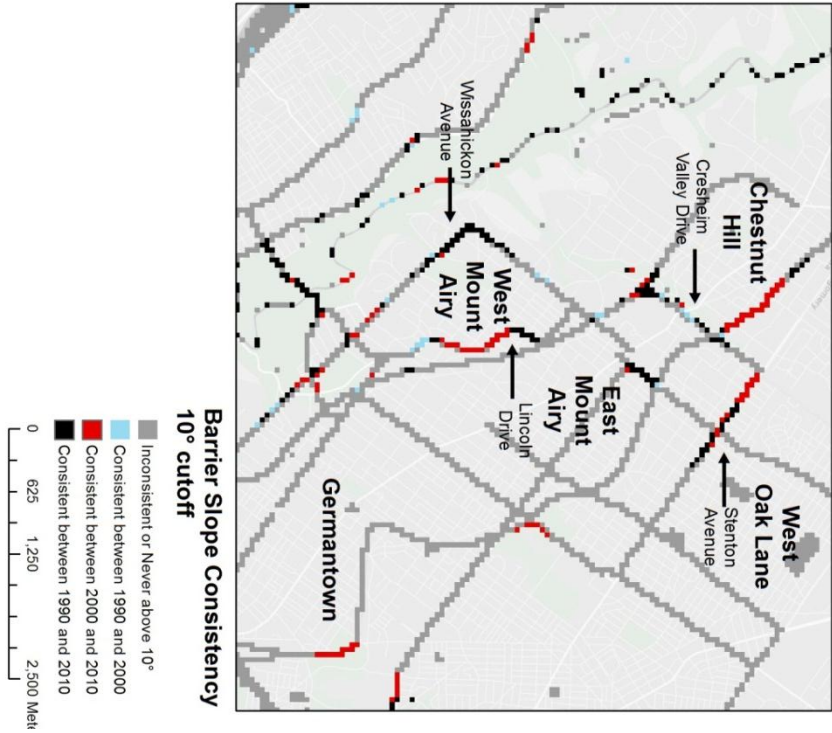 Chestnut
Hill
Cresheim
Valley Drive
West
Oak Lane
Stenton
Avenue
Wissahickon
Avenue
West
Mount
Airy
East
Mount
Airy
Lincoln
Drive
Germantown
Barrier Slope Consistency
10° cutoff
Inconsistent or Never above 10°
Consistent between 1990 and 2000
Consistent between 2000 and 2010
Consistent between 1990 and 2010
0 625 1,250 2,500 Mete